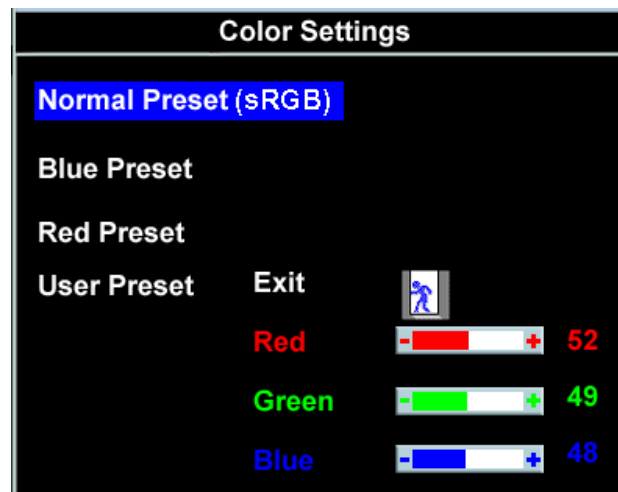 Color Settings
Normal Preset (sRGB)
Blue Preset
Red Preset
User Preset Exit
Red - + 52
Green - + 49
Blue - + 48